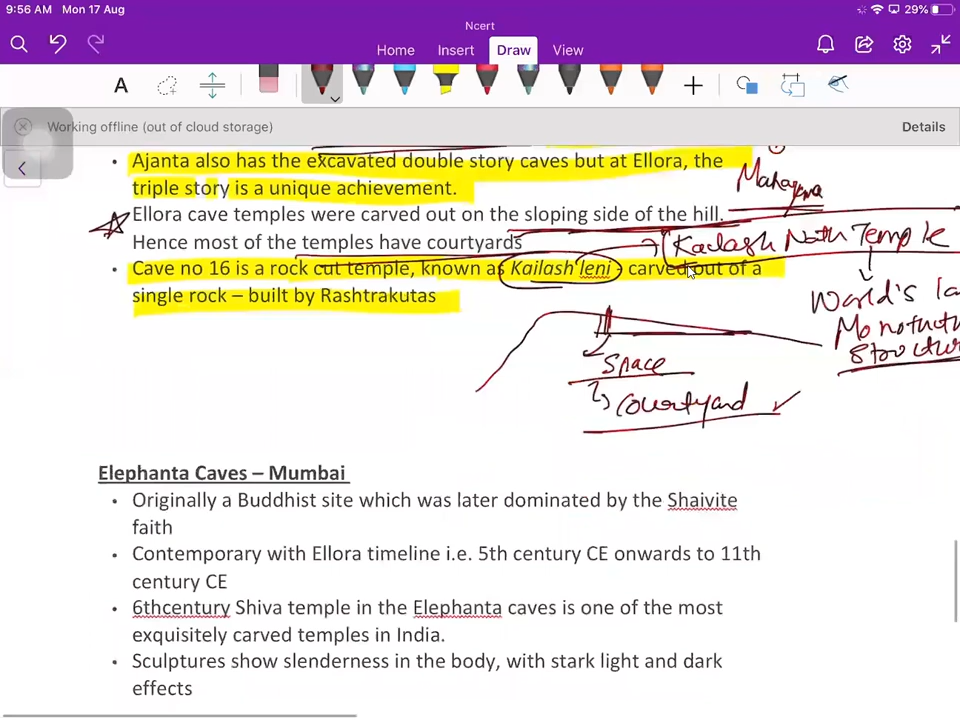 9:56 AM Mon 17 Aug
29%
Ncert
Home Insert Draw View
A
Working offline (out of cloud storage)
Details
• Ajanta also has the excavated double story caves but at Ellora, the
triple story is a unique achievement.
Mahayana
Ellora cave temples were carved out on the sloping side of the hill.
Hence most of the temples have courtyards
Kailash Nath Temple
• Cave no 16 is a rock cut temple, known as Kailash leni - carved out of a
single rock – built by Rashtrakutas
World's la
Structur
Space
Courtyard
Elephanta Caves – Mumbai
• Originally a Buddhist site which was later dominated by the Shaivite
faith
• Contemporary with Ellora timeline i.e. 5th century CE onwards to 11th
century CE
• 6thcentury Shiva temple in the Elephanta caves is one of the most
exquisitely carved temples in India.
• Sculptures show slenderness in the body, with stark light and dark
effects